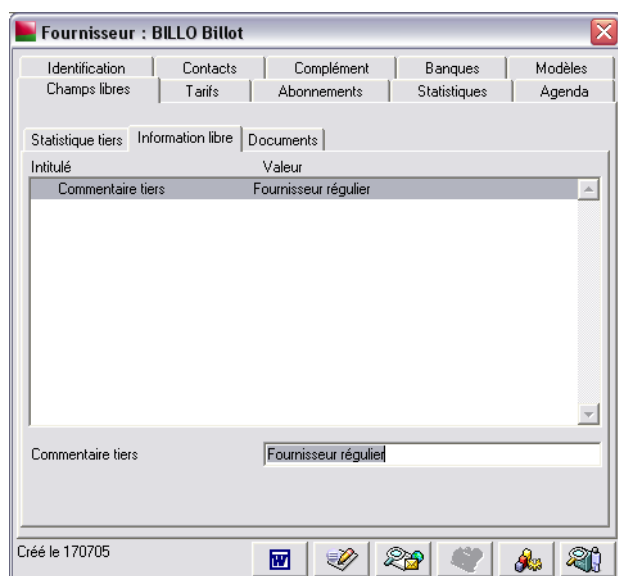 Fournisseur : BILLO Billot
Identification Contacts Complément Banques Modèles
Champs libres Tarifs Abonnements Statistiques Agenda
Statistique tiers Information libre Documents
Intitulé Valeur
Commentaire tiers Fournisseur régulier
Commentaire tiers Fournisseur régulier
Créé le 170705